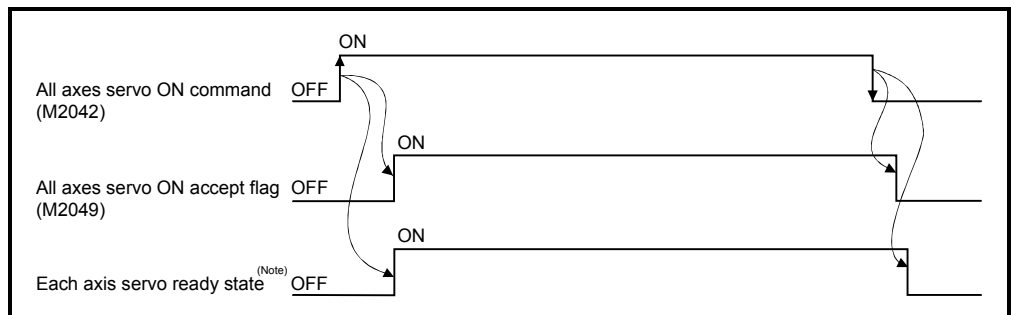 ON
All axes servo ON command OFF
(M2042)
ON
All axes servo ON accept flag OFF
(M2049)
ON
Each axis servo ready state (Note) OFF